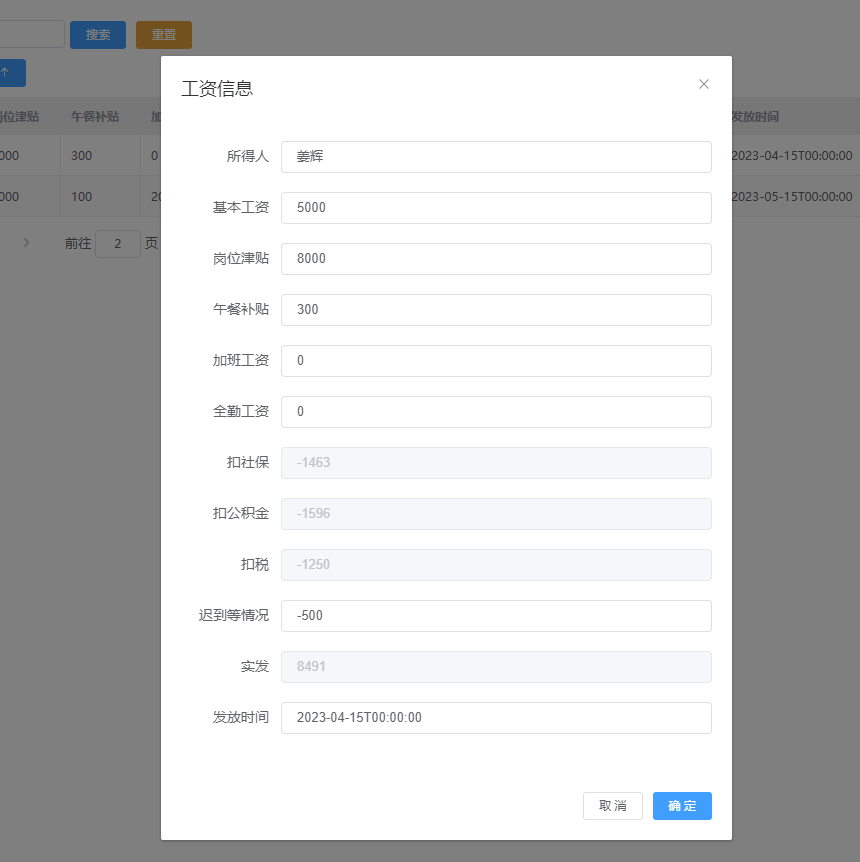 搜索 重置
工资信息
位津贴 午餐补贴 加 发放时间
000 300 0 2023-04-15T00:00:00
000 100 20 2023-05-15T00:00:00
前往 2 页
所得人 姜辉
基本工资 5000
岗位津贴 8000
午餐补贴 300
加班工资 0
全勤工资 0
扣社保 -1463
扣公积金 -1596
扣税 -1250
迟到等情况 -500
实发 8491
发放时间 2023-04-15T00:00:00
取 消 确 定